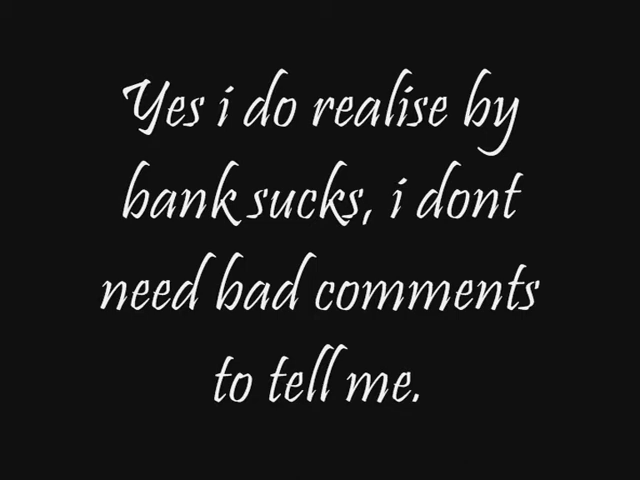 Yes i do realise by
bank sucks, i dont
need bad comments
to tell me.